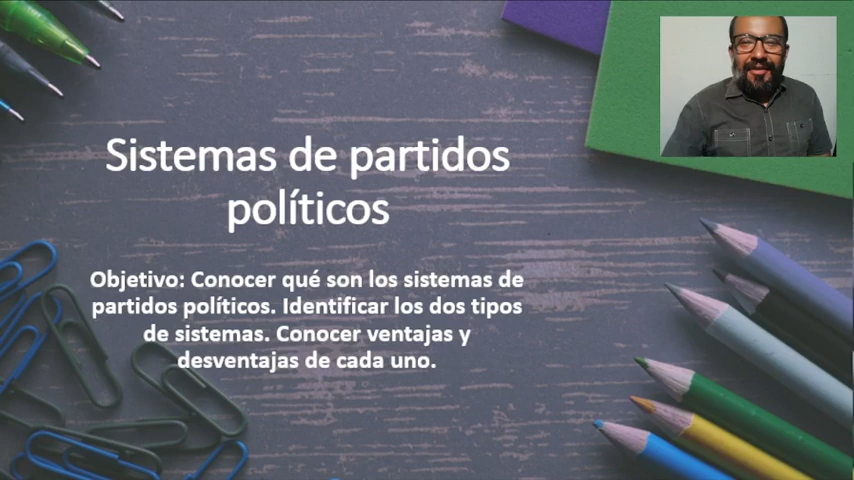 Sistemas de partidos
políticos
Objetivo: Conocer qué son los sistemas de
partidos políticos. Identificar los dos tipos
de sistemas. Conocer ventajas y
desventajas de cada uno.